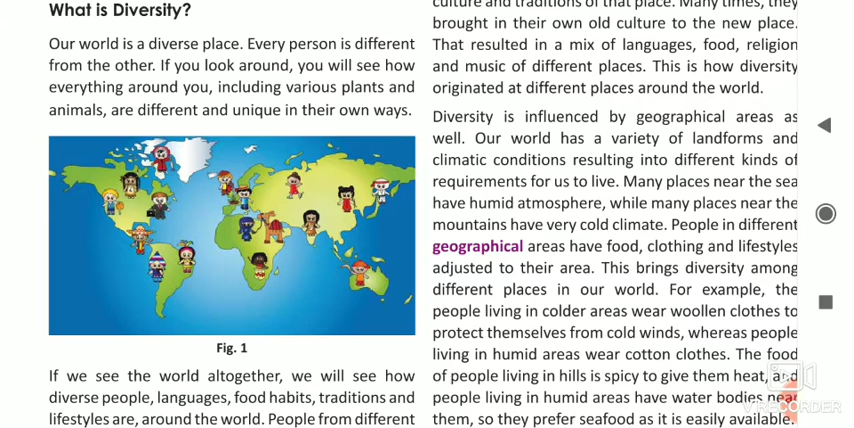 What is Diversity?
Our world is a diverse place. Every person is different
from the other. If you look around, you will see how
everything around you, including various plants and
animals, are different and unique in their own ways.
Fig. 1
If we see the world altogether, we will see how
diverse people, languages, food habits, traditions and
lifestyles are, around the world. People from different
culture and traditions of that place. Many times, they
brought in their own old culture to the new place.
That resulted in a mix of languages, food, religion
and music of different places. This is how diversity
originated at different places around the world.
Diversity is influenced by geographical areas as
well. Our world has a variety of landforms and
climatic conditions resulting into different kinds of
requirements for us to live. Many places near the sea
have humid atmosphere, while many places near the
mountains have very cold climate. People in different
geographical areas have food, clothing and lifestyles
adjusted to their area. This brings diversity among
different places in our world. For example, the
people living in colder areas wear woollen clothes to
protect themselves from cold winds, whereas people
living in humid areas wear cotton clothes. The food
of people living in hills is spicy to give them heat, and
people living in humid areas have water bodies near
them, so they prefer seafood as it is easily available.
VIRECORDER